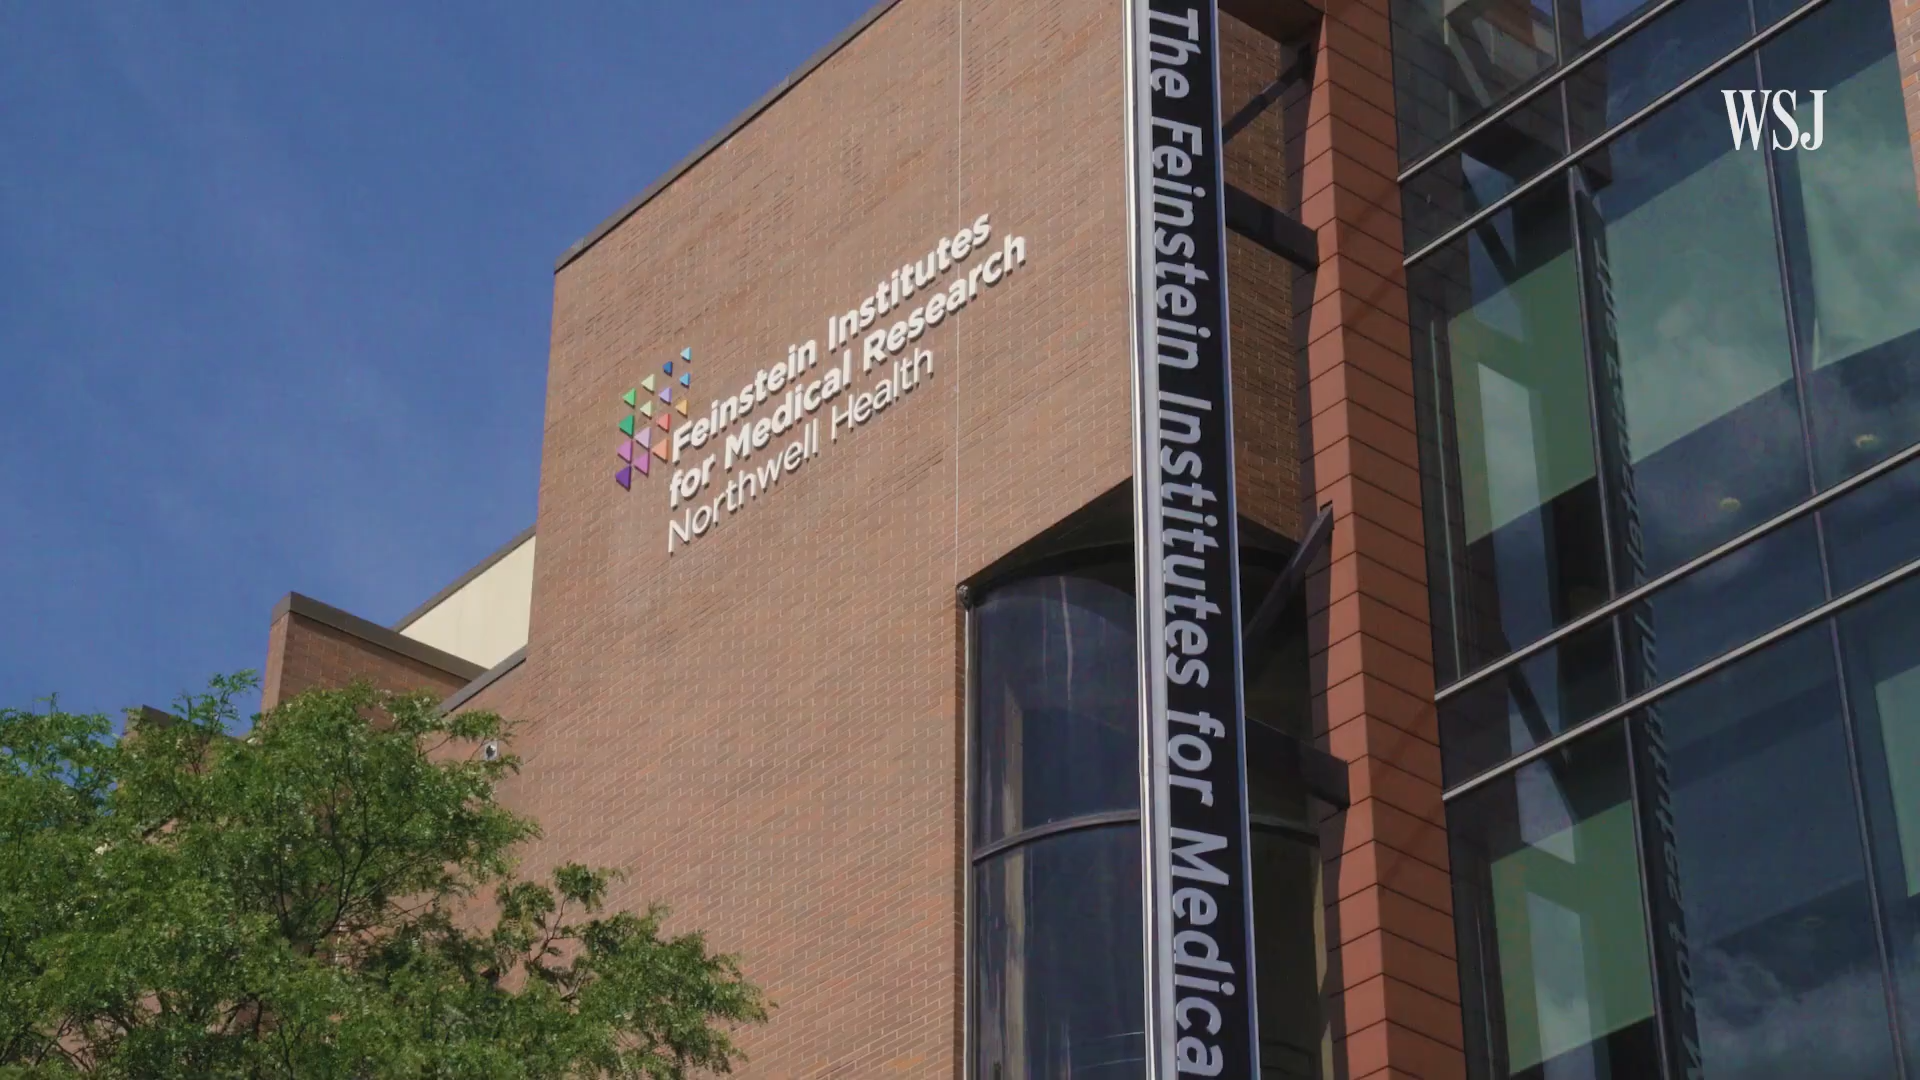 Feinstein Institutes
for Medical Research
Northwell Health
The Feinstein Institutes for Medica
WSJ